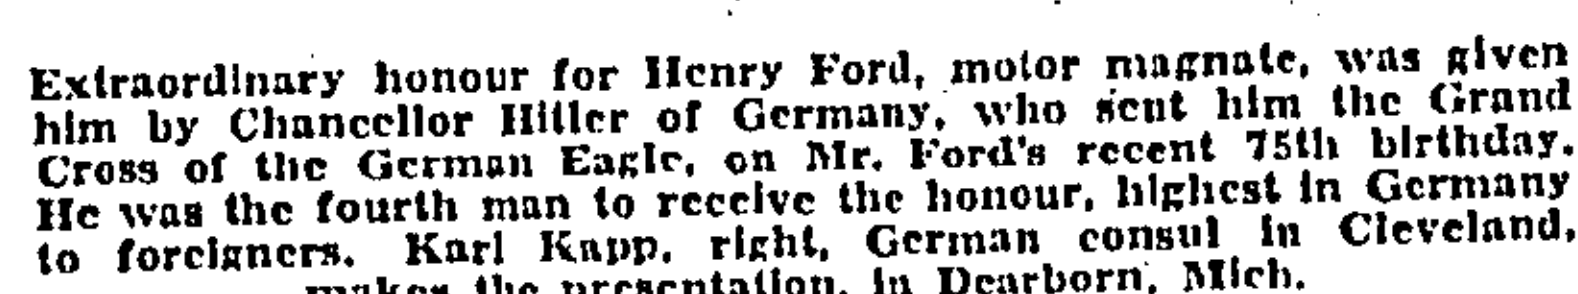 Extraordinary honour for Henry Ford, motor magnate, was given
him by Chancellor Hitler of Germany, who sent him the Grand
Cross of the German Eagle, on Mr. Ford's recent 75th birthday.
He was the fourth man to receive the honour, highest in Germany
to foreigners. Karl Kapp, right, German consul in Cleveland,
makes the presentation, in Dearborn, Mich.